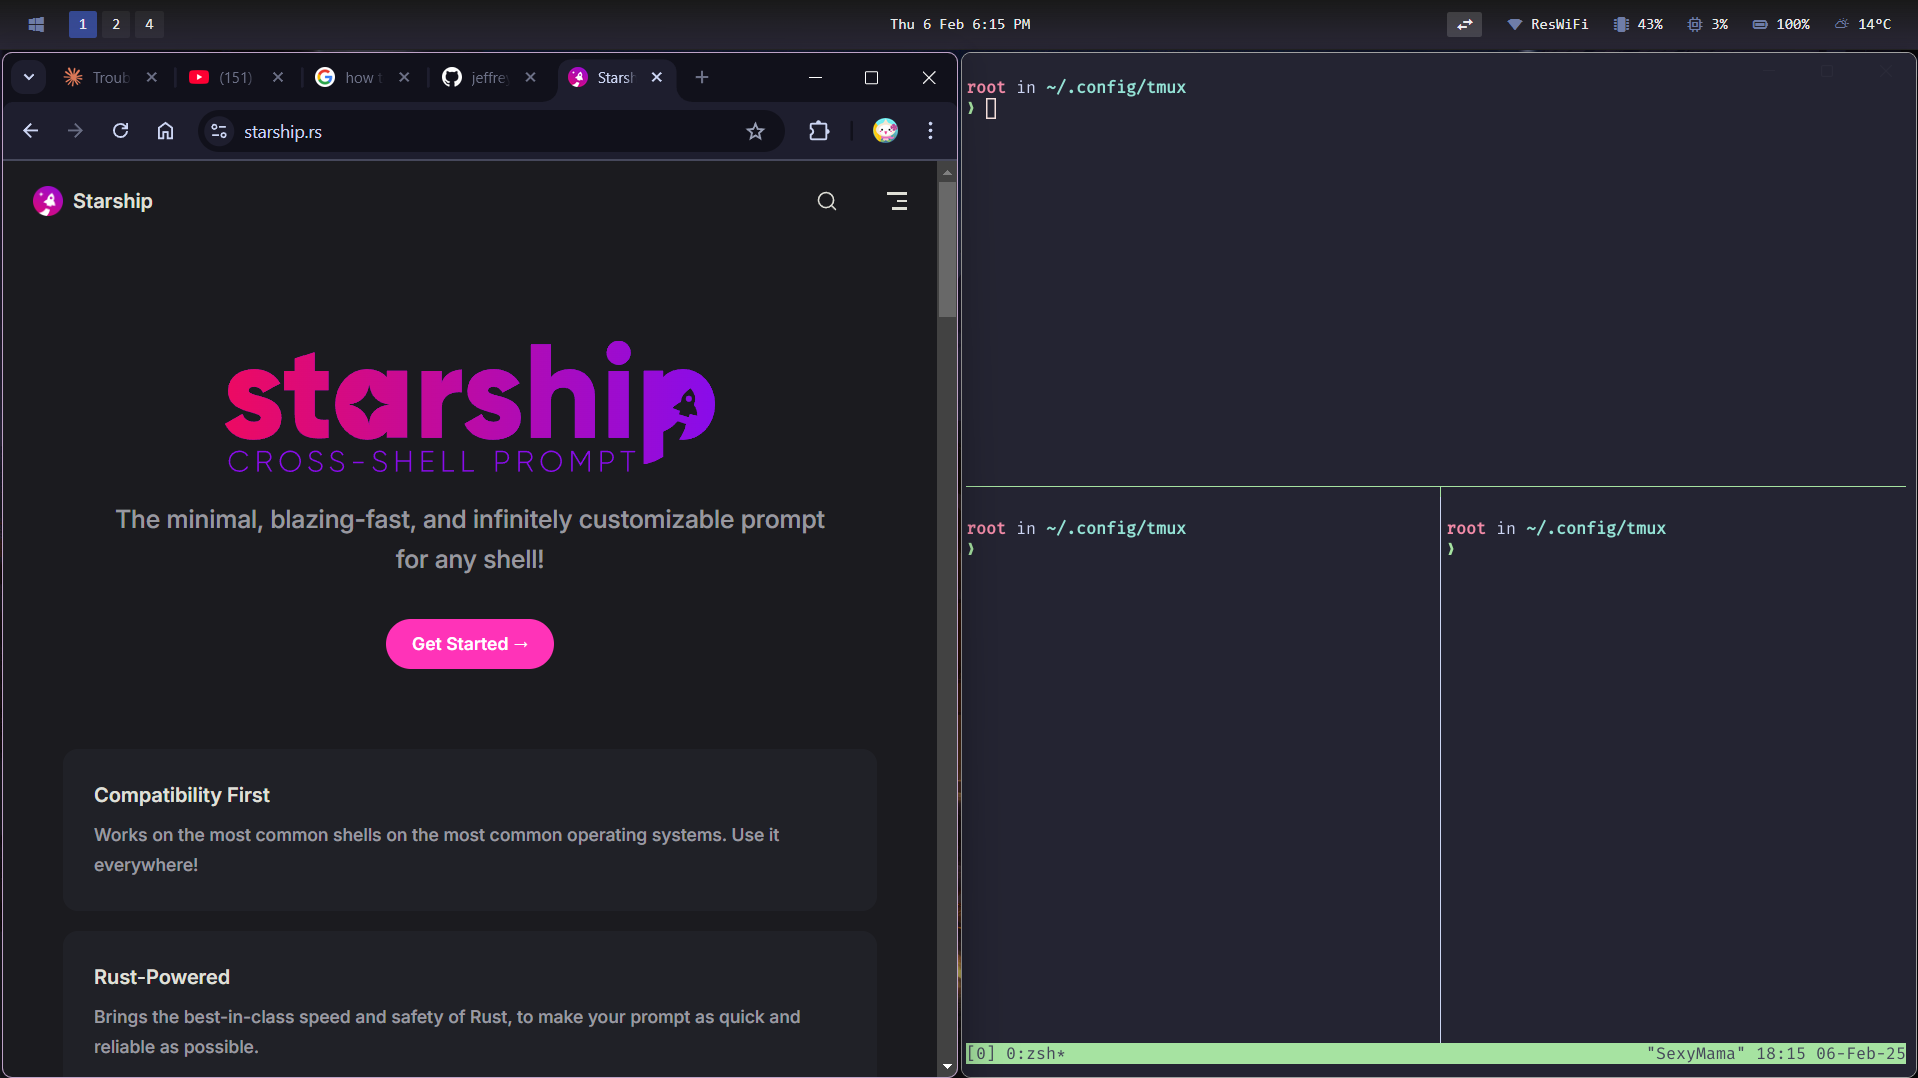 1 2 4
Thu 6 Feb 6:15 PM
ResWiFi 43% 3% 100% 14°C
Troub (151) how t jeffrey Starsh
starship.rs
Starship
starship
CROSS-SHELL PROMPT
The minimal, blazing-fast, and infinitely customizable prompt
for any shell!
Get Started →
Compatibility First
Works on the most common shells on the most common operating systems. Use it
everywhere!
Rust-Powered
Brings the best-in-class speed and safety of Rust, to make your prompt as quick and
reliable as possible.
root in ~/.config/tmux
❯
root in ~/.config/tmux
❯
root in ~/.config/tmux
❯
[0] 0:zsh* "SexyMama" 18:15 06-Feb-25